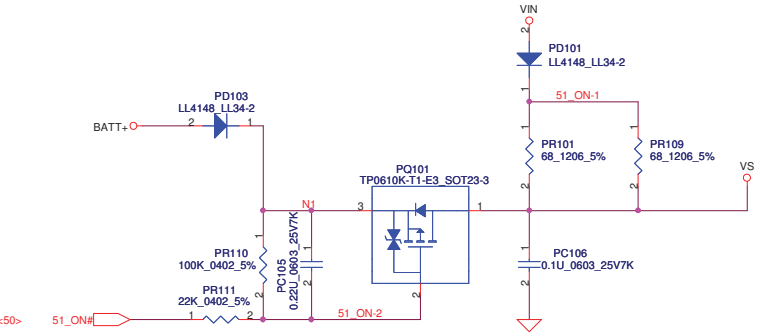 VIN
2
PD101
LL4148_LL34-2
1
51_ON-1
PD103
LL4148_LL34-2
BATT+
2
1
1
1
PR101
68_1206_5%
PR109
68_1206_5%
2
2
VS
PQ101
TP0610K-T1-E3_SOT23-3
N1
3
1
1
PR110
100K_0402_5%
2
1
PC105
0.22U_0603_25V7K
2
1
PC106
0.1U_0603_25V7K
2
2
PR111
22K_0402_5%
<50>
51_ON#
1
2
51_ON-2